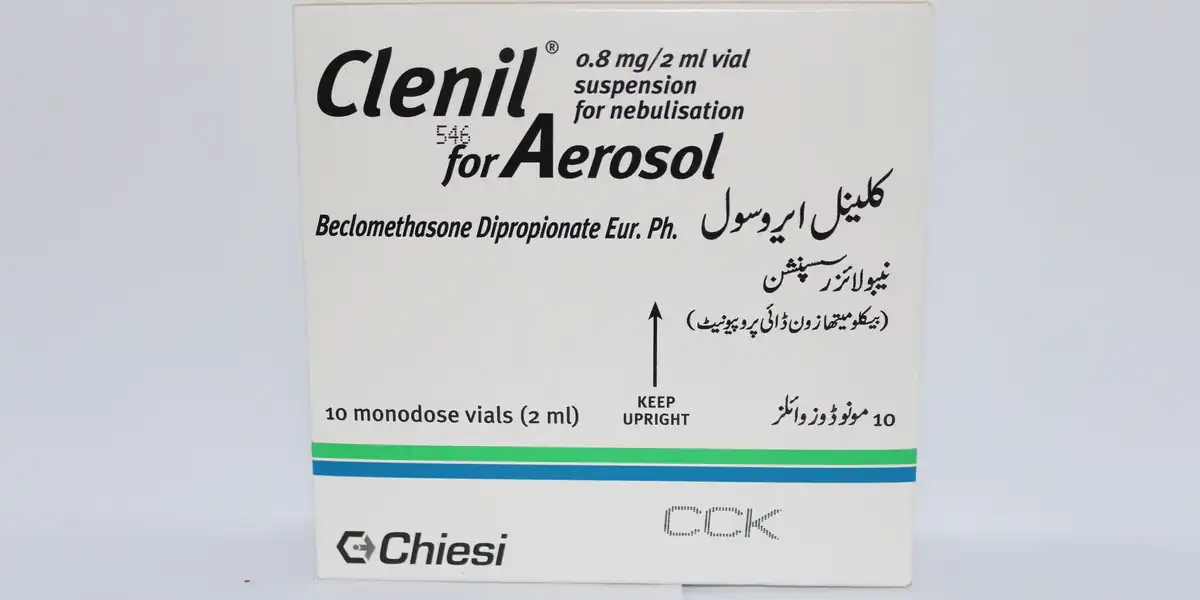 Clenil®
0.8 mg/2 ml vial
suspension
for nebulisation
546
for Aerosol
کلینل ایروسول
Beclomethasone Dipropionate Eur. Ph.
نیبولائزر سسپنشن
(بیکلومیتھازون ڈائی پروپیونیٹ)
KEEP
UPRIGHT
10 monodose vials (2 ml)
10 مونوڈوز وائلز
CCK
Chiesi